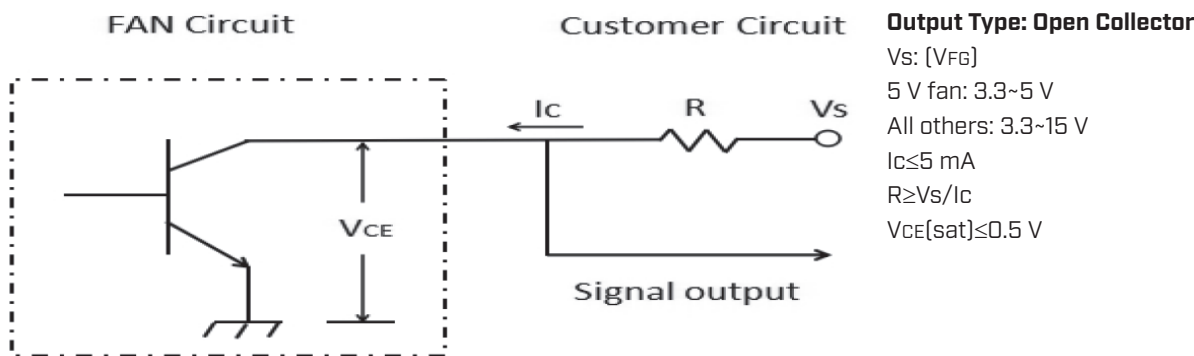 FAN Circuit
Customer Circuit
Ic
R
Vs
VCE
Signal output
Output Type: Open Collector
Vs: (VFG)
5 V fan: 3.3~5 V
All others: 3.3~15 V
Ic≤5 mA
R≥Vs/Ic
VCE(sat)≤0.5 V